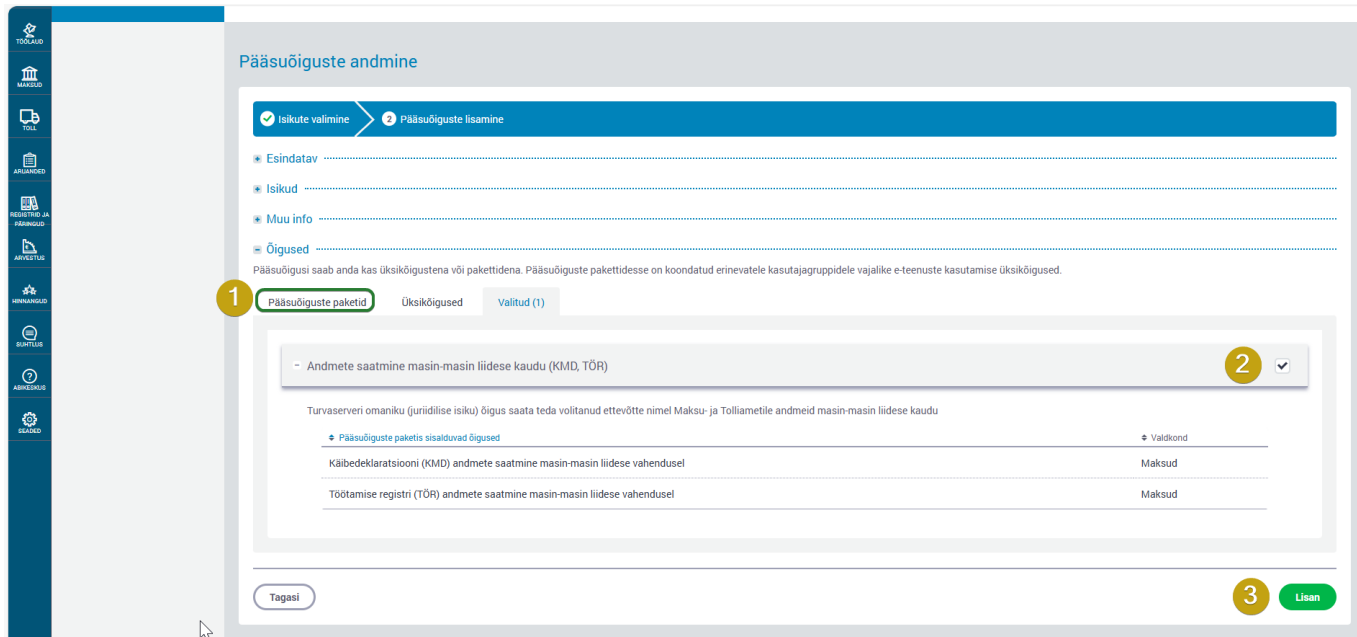 TÖÖLAUD
MAKSUD
TOLL
ARUANDED
REGISTRID JA
PÄRINGUD
ARVESTUS
HINNANGUD
SUHTLUS
ABIKESKUS
SEADED
Pääsuõiguste andmine
Isikute valimine 2 Pääsuõiguste lisamine
Esindatav
Isikud
Muu info
Õigused
Pääsuõigusi saab anda kas üksikõigustena või pakettidena. Pääsuõiguste pakettidesse on koondatud erinevatele kasutajagruppidele vajalike e-teenuste kasutamise üksikõigused.
1 Pääsuõiguste paketid Üksikõigused Valitud (1)
Andmete saatmine masin-masin liidese kaudu (KMD, TÖR) 2
Turvaserveri omaniku (juriidilise isiku) õigus saata teda volitanud ettevõtte nimel Maksu- ja Tolliametile andmeid masin-masin liidese kaudu
Pääsuõiguste paketis sisalduvad õigused Valdkond
Käibedeklaratsiooni (KMD) andmete saatmine masin-masin liidese vahendusel Maksud
Töötamise registri (TÖR) andmete saatmine masin-masin liidese vahendusel Maksud
Tagasi 3 Lisan